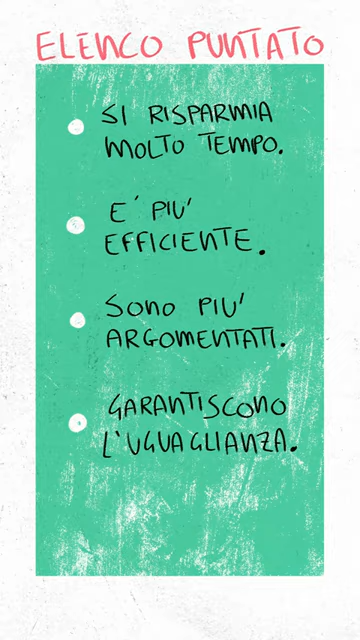 ELENCO PUNTATO
SI RISPARMIA
MOLTO TEMPO.
E' PIU'
EFFICIENTE.
SONO PIU'
ARGOMENTATI.
GARANTISCONO
L'UGUAGLIANZA.